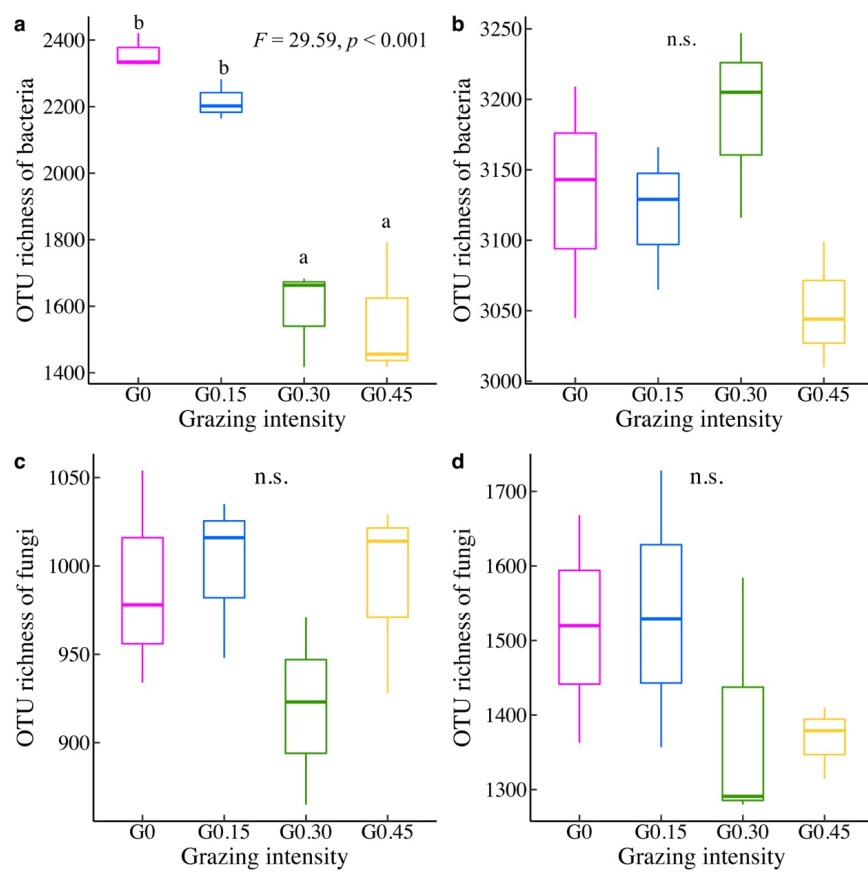 a
OTU richness of bacteria
2400
2200
2000
1800
1600
1400
b
b
a
a
F = 29.59, p < 0.001
G0 G0.15 G0.30 G0.45
Grazing intensity
b
OTU richness of bacteria
3250
3200
3150
3100
3050
3000
n.s.
G0 G0.15 G0.30 G0.45
Grazing intensity
c
OTU richness of fungi
1050
1000
950
900
n.s.
G0 G0.15 G0.30 G0.45
Grazing intensity
d
OTU richness of fungi
1700
1600
1500
1400
1300
n.s.
G0 G0.15 G0.30 G0.45
Grazing intensity